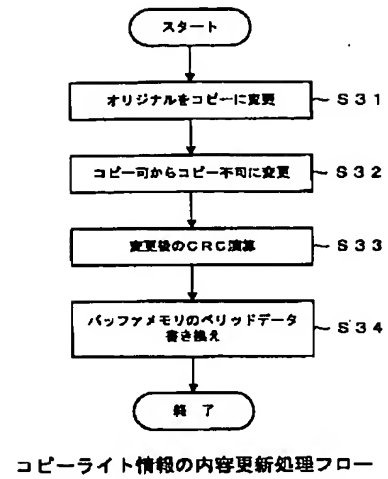 スタート
オリジナルをコピーに変更
S31
コピー可からコピー不可に変更
S32
変更後のCRC演算
S33
バッファメモリのベリッドデータ
書き換え
S34
終了
コピーライト情報の内容更新処理フロー